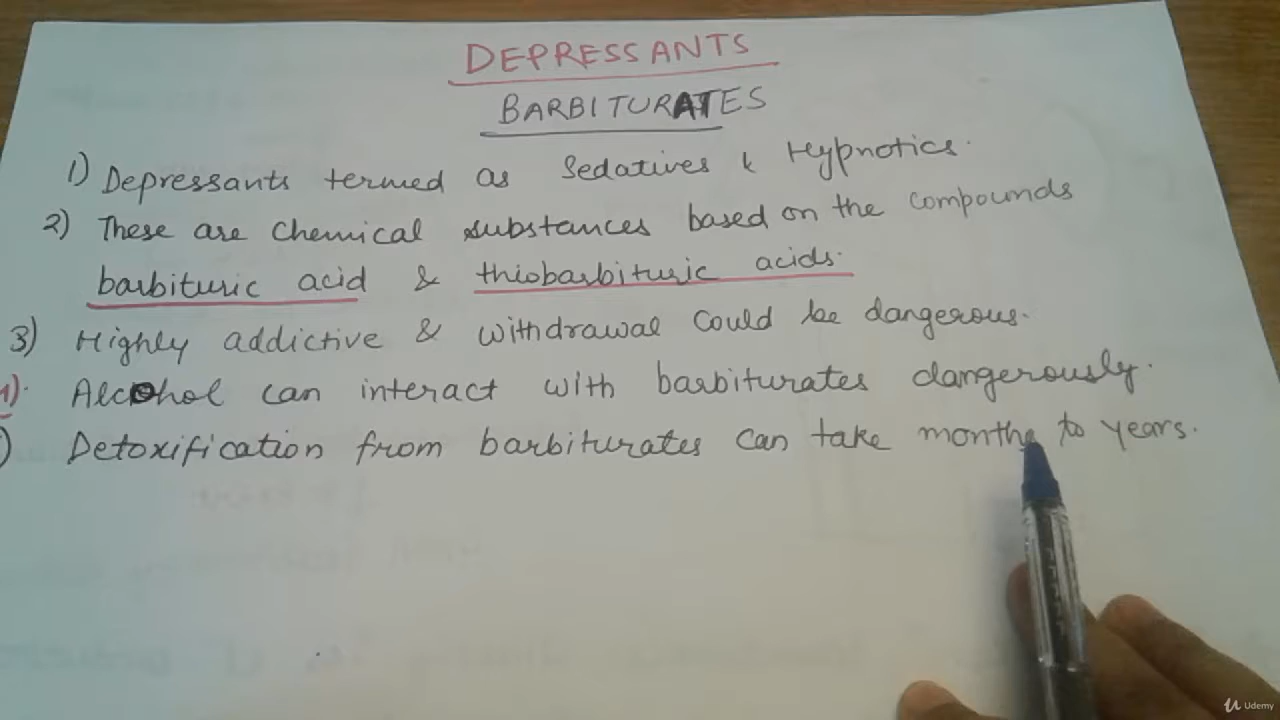 DEPRESSANTS
BARBITURATES
1) Depressants termed as Sedatives & Hypnotics.
2) These are chemical substances based on the compounds
barbituric acid & thiobarbituric acids.
3) Highly addictive & withdrawal could be dangerous.
4). Alcohol can interact with barbiturates dangerously.
) Detoxification from barbiturates can take months to years.
Udemy